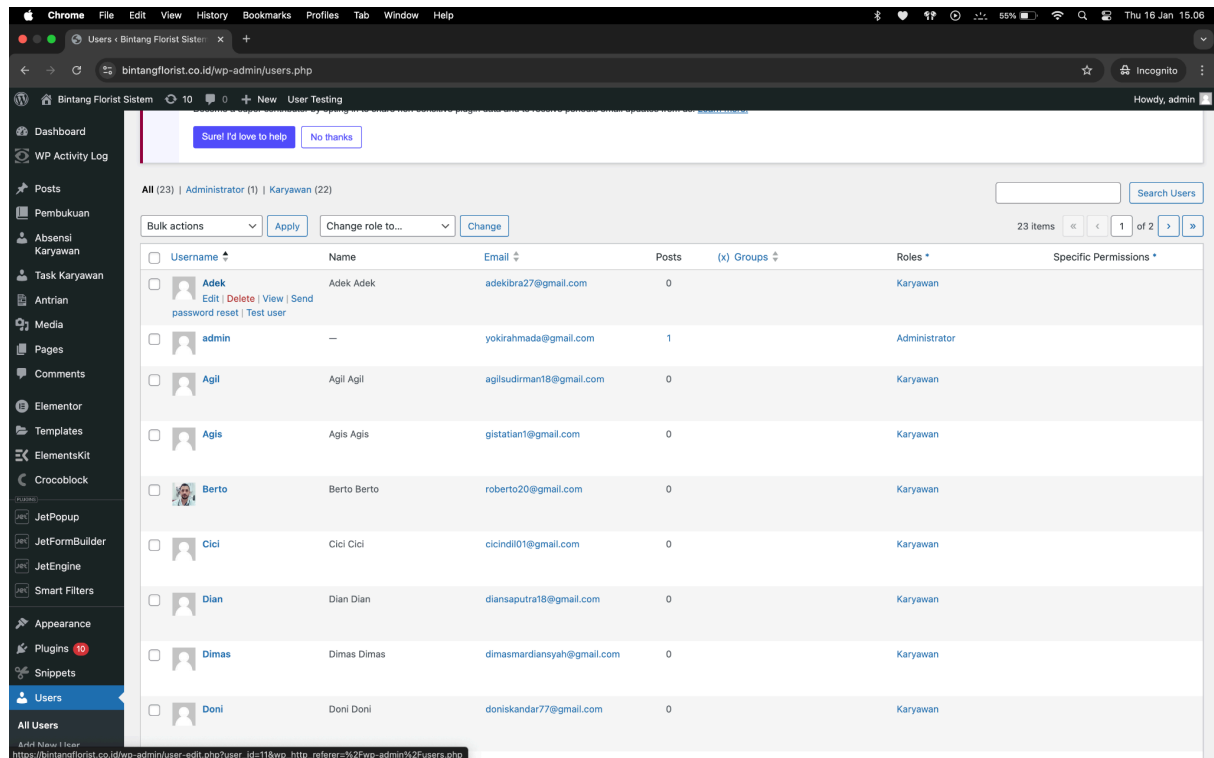 Chrome File Edit View History Bookmarks Profiles Tab Window Help 55% Thu 16 Jan 15.06
Users ‹ Bintang Florist Sistem
bintangflorist.co.id/wp-admin/users.php Incognito
Bintang Florist Sistem 10 0 + New User Testing Howdy, admin
Sure! I'd love to help No thanks
Dashboard
WP Activity Log
Posts
Pembukuan
Absensi
Karyawan
Task Karyawan
Antrian
Media
Pages
Comments
Elementor
Templates
ElementsKit
Crocoblock
PLUGINS
JetPopup
JetFormBuilder
JetEngine
Smart Filters
Appearance
Plugins 10
Snippets
Users
All Users
Add New User
All (23) | Administrator (1) | Karyawan (22)
Search Users
Bulk actions Apply Change role to... Change 23 items « ‹ 1 of 2 › »
Username Name Email Posts (x) Groups Roles * Specific Permissions *
Adek Adek Adek adekibra27@gmail.com 0 Karyawan
Edit | Delete | View | Send
password reset | Test user
admin — yokirahmada@gmail.com 1 Administrator
Agil Agil Agil agilsudirman18@gmail.com 0 Karyawan
Agis Agis Agis gistatian1@gmail.com 0 Karyawan
Berto Berto Berto roberto20@gmail.com 0 Karyawan
Cici Cici Cici cicindil01@gmail.com 0 Karyawan
Dian Dian Dian diansaputra18@gmail.com 0 Karyawan
Dimas Dimas Dimas dimasmardiansyah@gmail.com 0 Karyawan
Doni Doni Doni doniskandar77@gmail.com 0 Karyawan
https://bintangflorist.co.id/wp-admin/user-edit.php?user_id=11&wp_http_referer=%2Fwp-admin%2Fusers.php